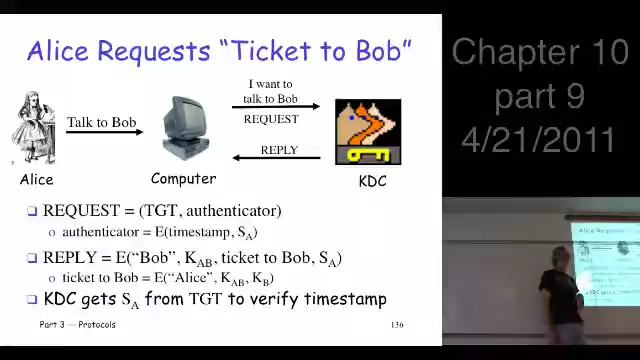 Alice Requests “Ticket to Bob”
Chapter 10
part 9
4/21/2011
I want to
talk to Bob
Talk to Bob
REQUEST
REPLY
Alice
Computer
KDC
❏ REQUEST = (TGT, authenticator)
o authenticator = E(timestamp, SA)
❏ REPLY = E(“Bob”, KAB, ticket to Bob, SA)
o ticket to Bob = E(“Alice”, KAB, KB)
❏ KDC gets SA from TGT to verify timestamp
Part 3 — Protocols
136